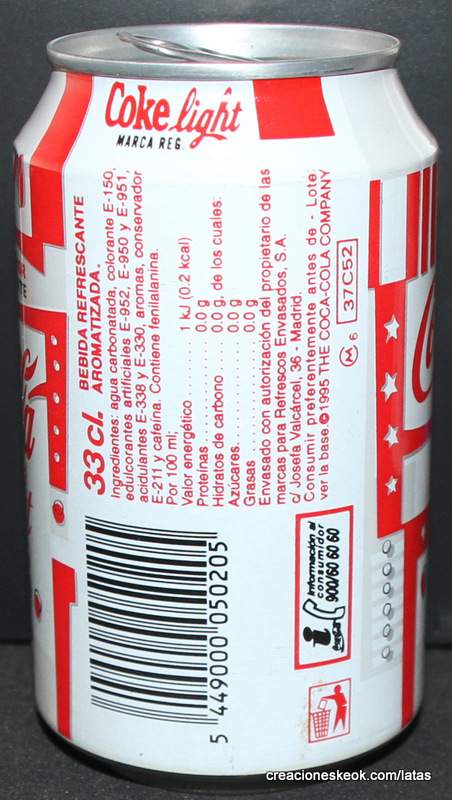 Coke light
MARCA REG.
33 cl. BEBIDA REFRESCANTE
AROMATIZADA.
Ingredientes: agua carbonatada, colorante E-150,
edulcorantes artificiales E-952, E-950 y E-951,
acidulantes E-338 y E-330, aromas, conservador
E-211 y cafeína. Contiene fenilalanina.
Por 100 ml:
Valor energético . . . . . . . . 1 kJ (0.2 kcal)
Proteínas . . . . . . . . . . . . . 0.0 g
Hidratos de carbono . . . . . 0.0 g, de los cuales:
Azúcares. . . . . . . . . . . . . . 0.0 g
Grasas . . . . . . . . . . . . . . . 0.0 g
Envasado con autorización del propietario de las
marcas para Refrescos Envasados, S.A.
c/ Josefa Valcárcel, 36 - Madrid.
Consumir preferentemente antes de - Lote:
ver la base. © 1995 THE COCA-COLA COMPANY
M 6 37C52
5 449000 050205
Información al
consumidor
900/60 60 60
creacioneskeok.com/latas